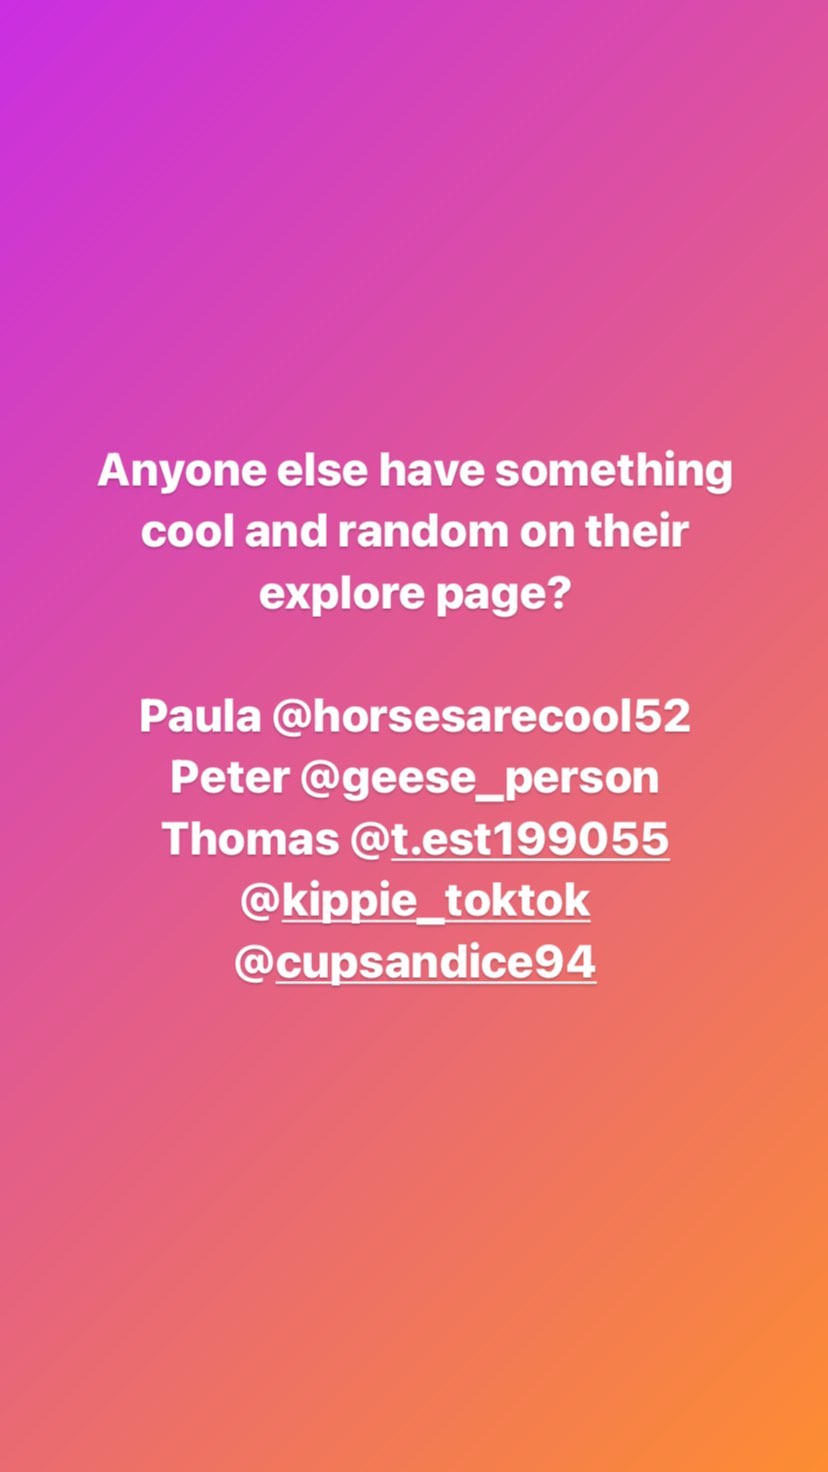 Anyone else have something
cool and random on their
explore page?
Paula @horsesarecool52
Peter @geese_person
Thomas @t.est199055
@kippie_toktok
@cupsandice94